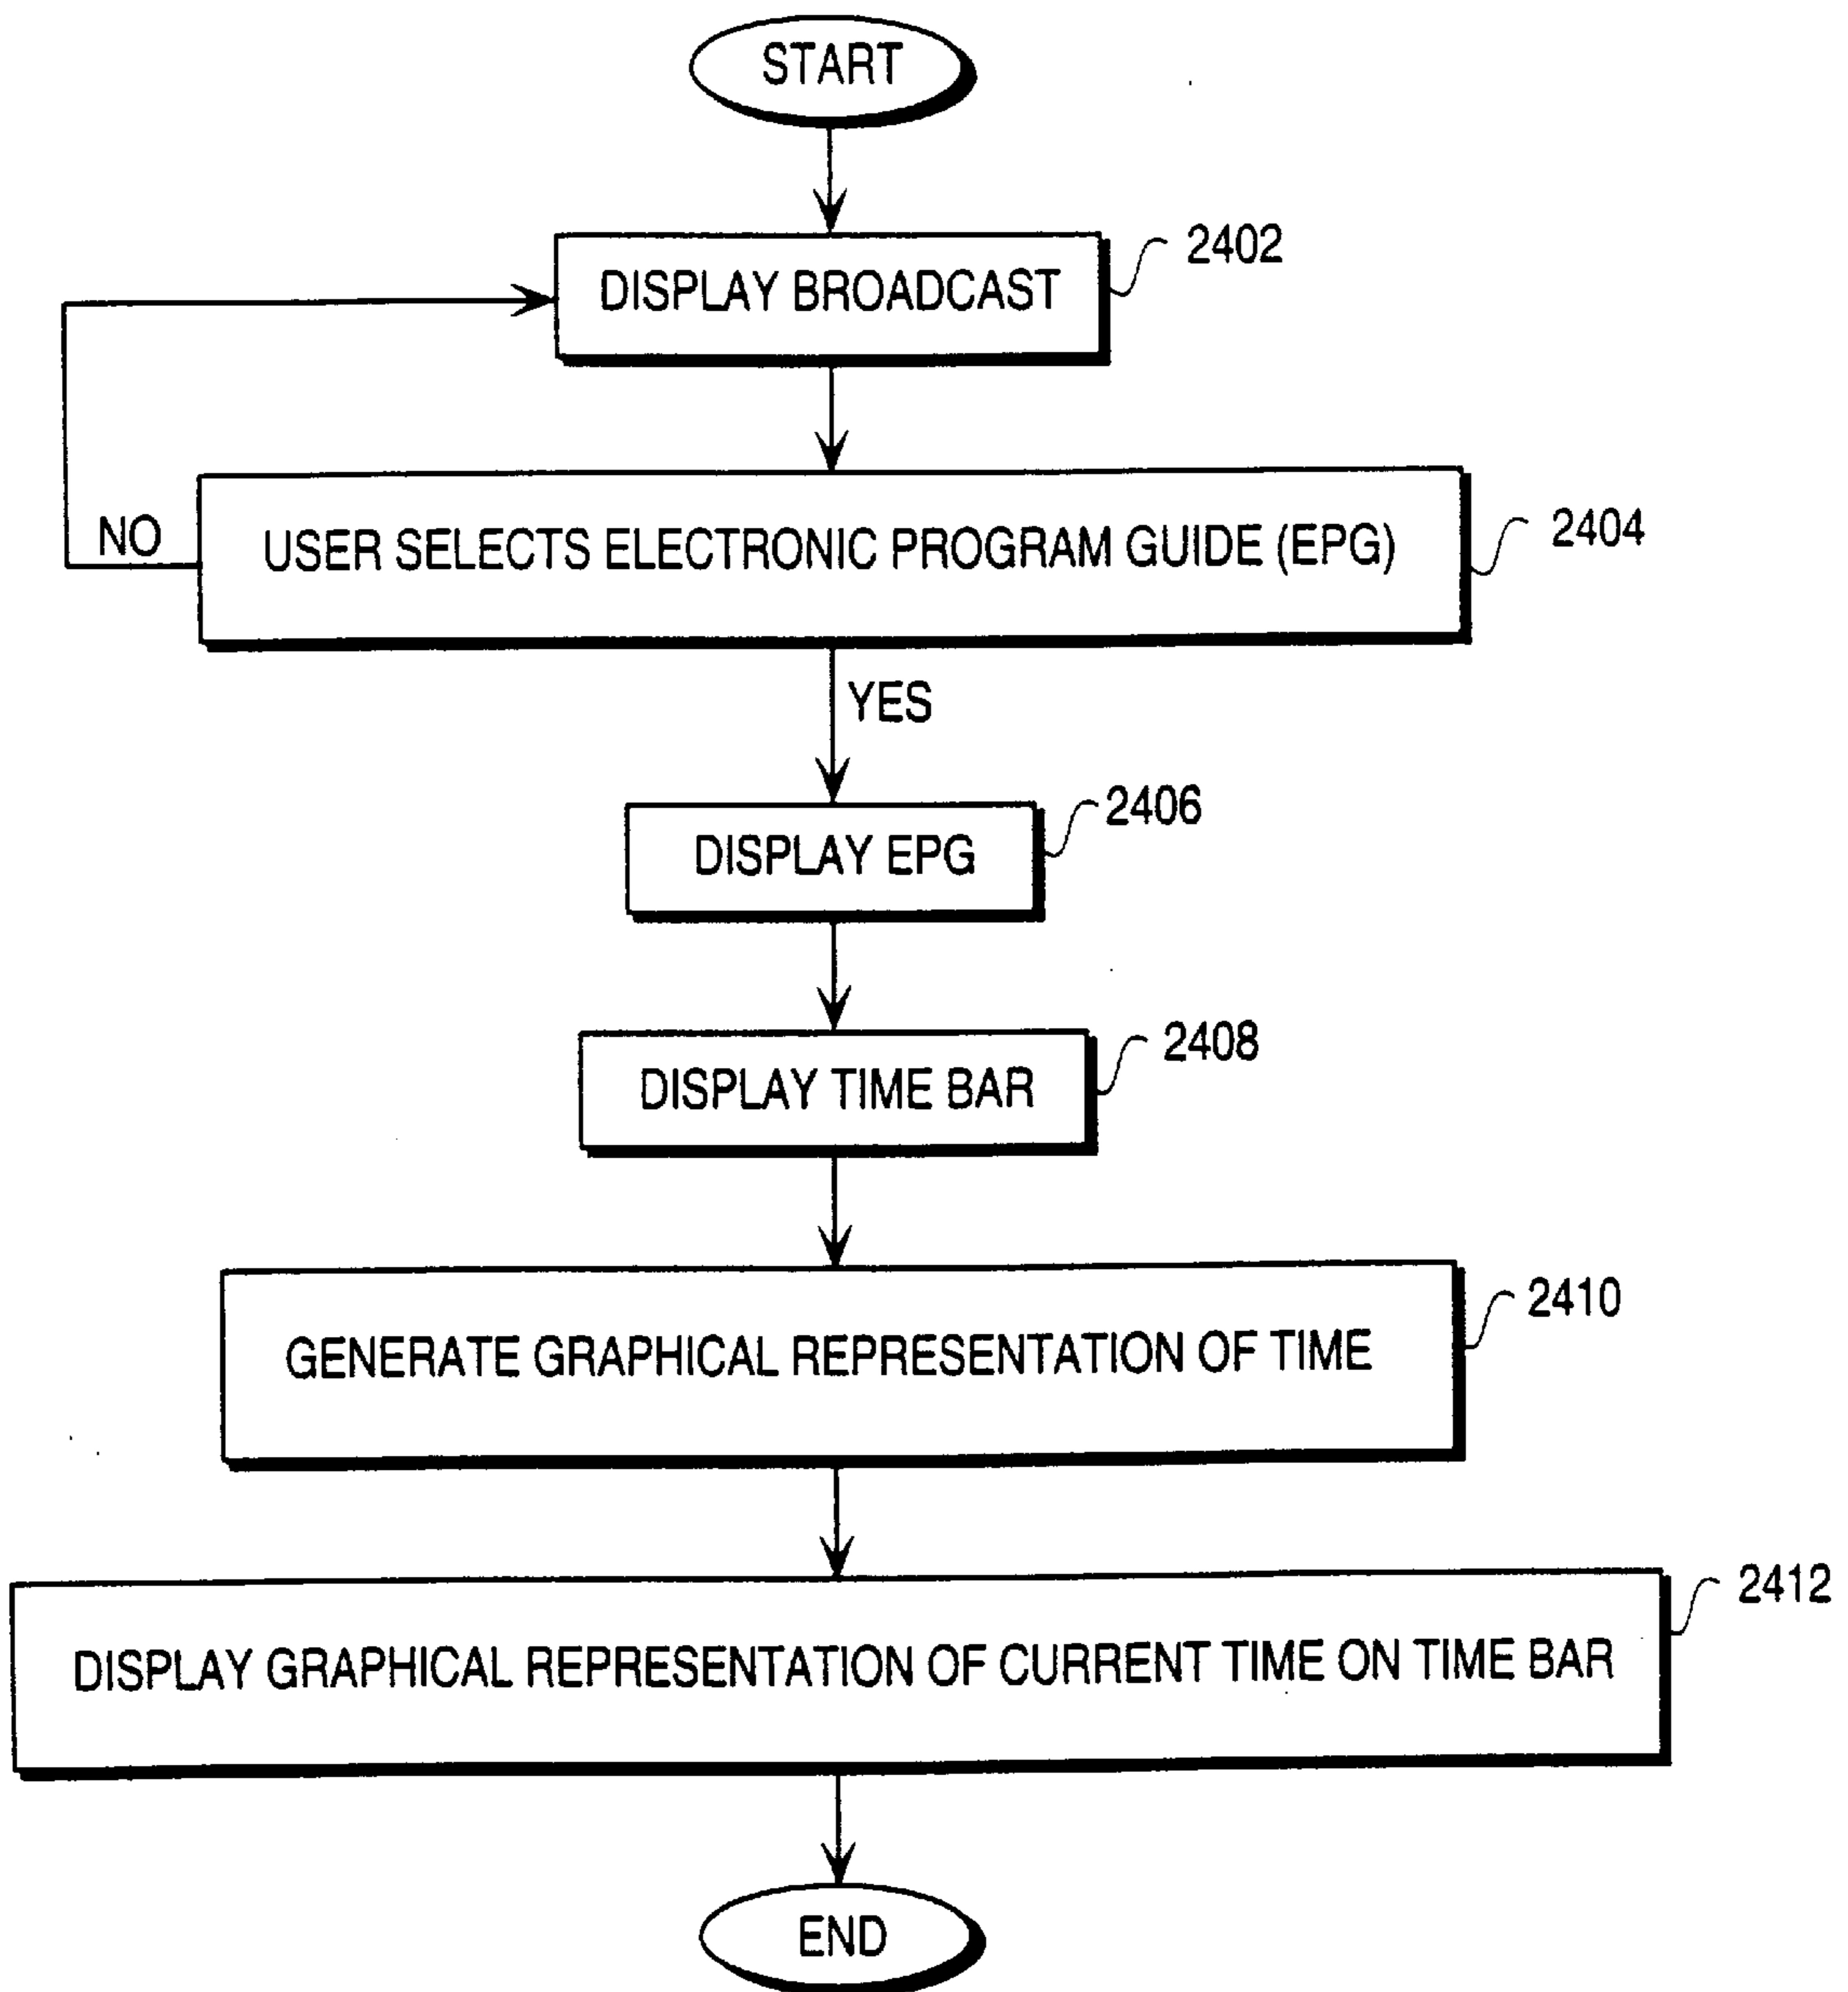 START
DISPLAY BROADCAST
2402
NO
USER SELECTS ELECTRONIC PROGRAM GUIDE (EPG)
2404
YES
DISPLAY EPG
2406
DISPLAY TIME BAR
2408
GENERATE GRAPHICAL REPRESENTATION OF TIME
2410
DISPLAY GRAPHICAL REPRESENTATION OF CURRENT TIME ON TIME BAR
2412
END